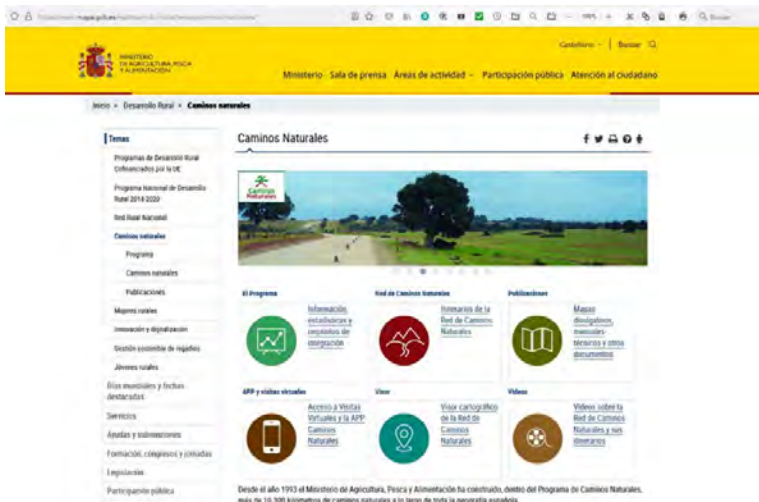 mapa.gob.es
Buscar
MINISTERIO
DE AGRICULTURA, PESCA
Y ALIMENTACIÓN
Castellano
Buscar
Ministerio Sala de prensa Áreas de actividad Participación pública Atención al ciudadano
Inicio > Desarrollo Rural > Caminos naturales
Temas
Programas de Desarrollo Rural
Cofinanciados por la UE
Programa Nacional de Desarrollo
Rural 2014-2020
Red Rural Nacional
Caminos naturales
Programa
Caminos naturales
Publicaciones
Mujeres rurales
Innovación y digitalización
Gestión sostenible de regadíos
Jóvenes rurales
Días mundiales y fechas
destacadas
Servicios
Ayudas y subvenciones
Formación, congresos y jornadas
Legislación
Participación pública
Caminos Naturales
Caminos
Naturales
El Programa
Información,
estadísticas y
requisitos de
integración
Red de Caminos Naturales
Itinerarios de la
Red de Caminos
Naturales
Publicaciones
Mapas
divulgativos,
manuales
técnicos y otros
documentos
APP y visitas virtuales
Acceso a Visitas
Virtuales y la APP
Caminos
Naturales
Visor
Visor cartográfico
de la Red de
Caminos
Naturales
Vídeos
Vídeos sobre la
Red de Caminos
Naturales y sus
itinerarios
Desde el año 1993 el Ministerio de Agricultura, Pesca y Alimentación ha construido, dentro del Programa de Caminos Naturales,
más de 10.300 kilómetros de caminos naturales a lo largo de toda la geografía española.